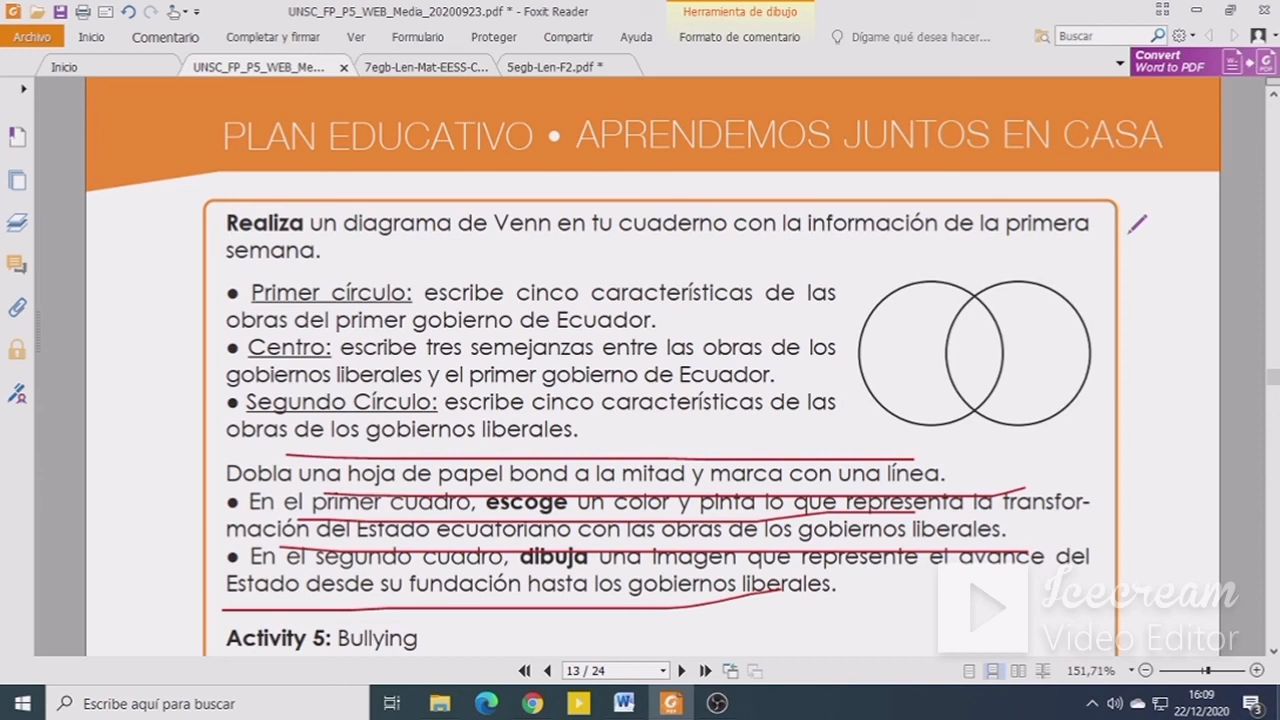 UNSC_FP_P5_WEB_Media_20200923.pdf * - Foxit Reader
Herramienta de dibujo
Archivo Inicio Comentario Completar y firmar Ver Formulario Proteger Compartir Ayuda Formato de comentario Dígame qué desea hacer... Buscar
Inicio UNSC_FP_P5_WEB_Me... 7egb-Len-Mat-EESS-C... 5egb-Len-F2.pdf *
Convert
Word to PDF
PLAN EDUCATIVO • APRENDEMOS JUNTOS EN CASA
Realiza un diagrama de Venn en tu cuaderno con la información de la primera
semana.
● Primer círculo: escribe cinco características de las
obras del primer gobierno de Ecuador.
● Centro: escribe tres semejanzas entre las obras de los
gobiernos liberales y el primer gobierno de Ecuador.
● Segundo Círculo: escribe cinco características de las
obras de los gobiernos liberales.
Dobla una hoja de papel bond a la mitad y marca con una línea.
● En el primer cuadro, escoge un color y pinta lo que representa la transfor-
mación del Estado ecuatoriano con las obras de los gobiernos liberales.
● En el segundo cuadro, dibuja una imagen que represente el avance del
Estado desde su fundación hasta los gobiernos liberales.
Icecream
Video Editor
Activity 5: Bullying
13 / 24
151,71%
Escribe aquí para buscar
16:09
22/12/2020
3